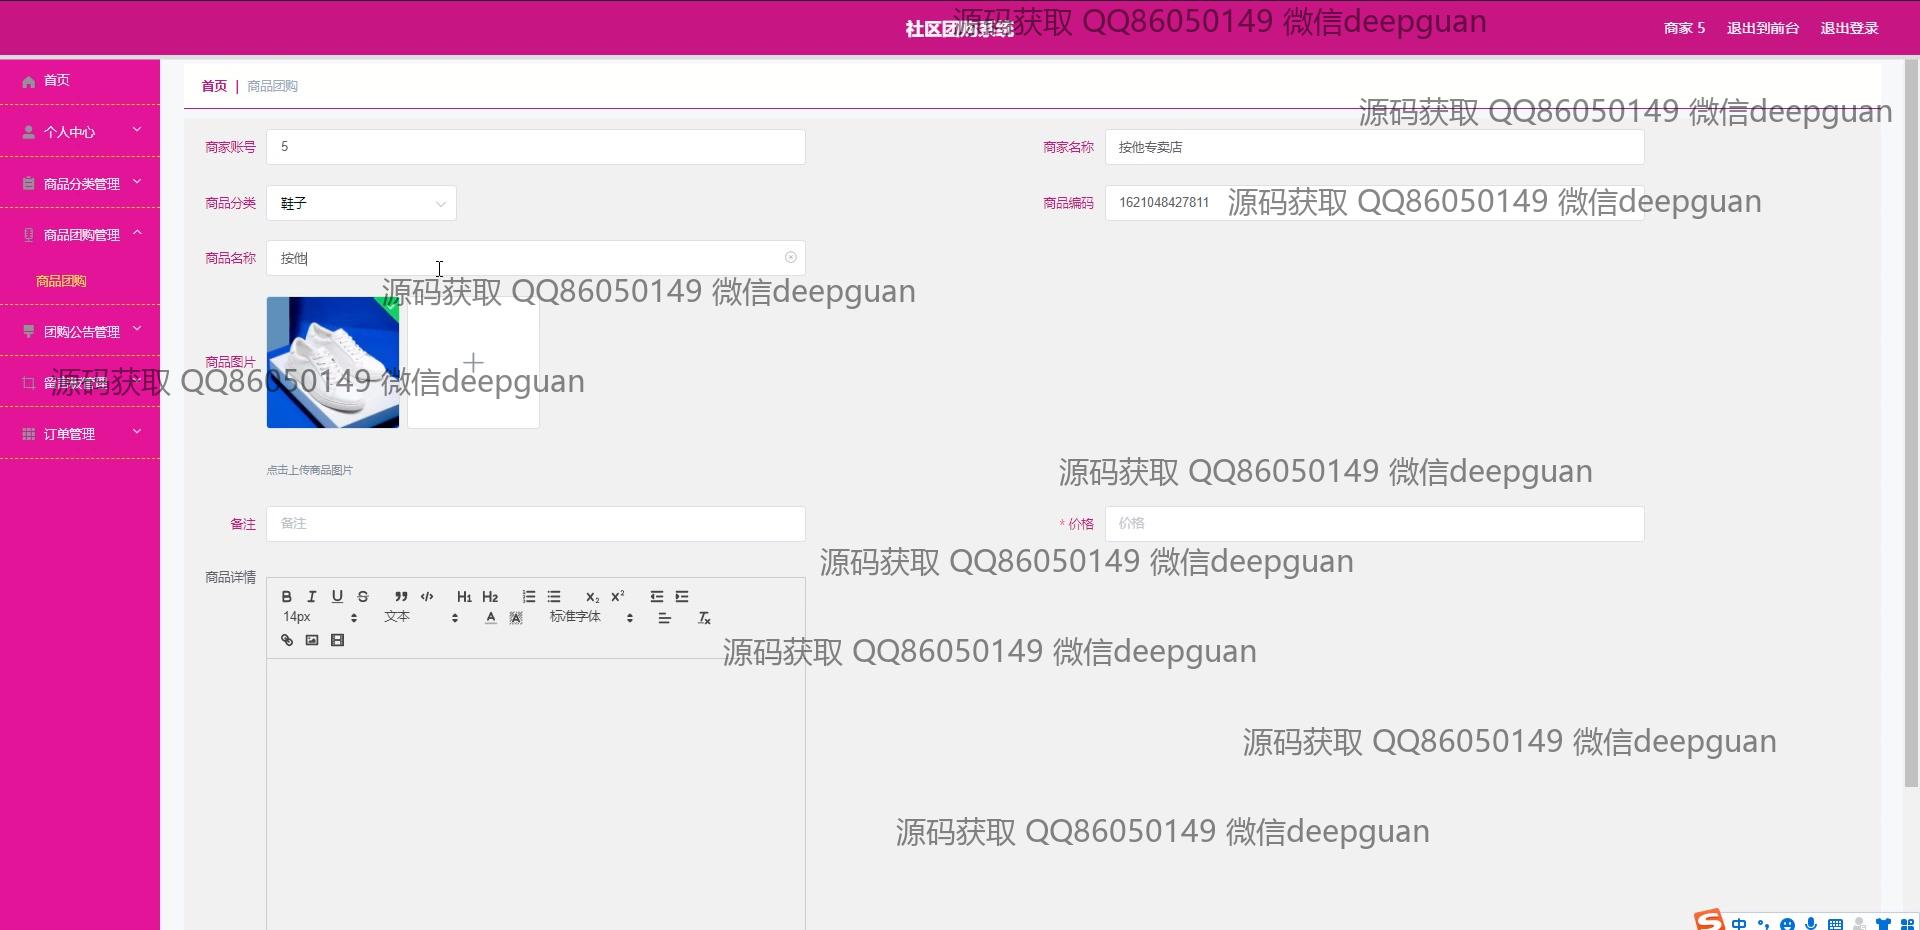 社区团购系统
源码获取 QQ86050149 微信deepguan
商家 5 退出到前台 退出登录
首页
个人中心
商品分类管理
商品团购管理
商品团购
团购公告管理
订单管理
首页 | 商品团购
源码获取 QQ86050149 微信deepguan
商家账号 5
商家名称 按他专卖店
商品分类 鞋子
商品编码 1621048427811
源码获取 QQ86050149 微信deepguan
商品名称 按他
源码获取 QQ86050149 微信deepguan
商品图片
源码获取 QQ86050149 微信deepguan
点击上传商品图片
源码获取 QQ86050149 微信deepguan
备注 备注
* 价格 价格
源码获取 QQ86050149 微信deepguan
商品详情
B I U S H1 H2 X₂ X²
14px 文本 A A 标准字体
源码获取 QQ86050149 微信deepguan
源码获取 QQ86050149 微信deepguan
源码获取 QQ86050149 微信deepguan
中